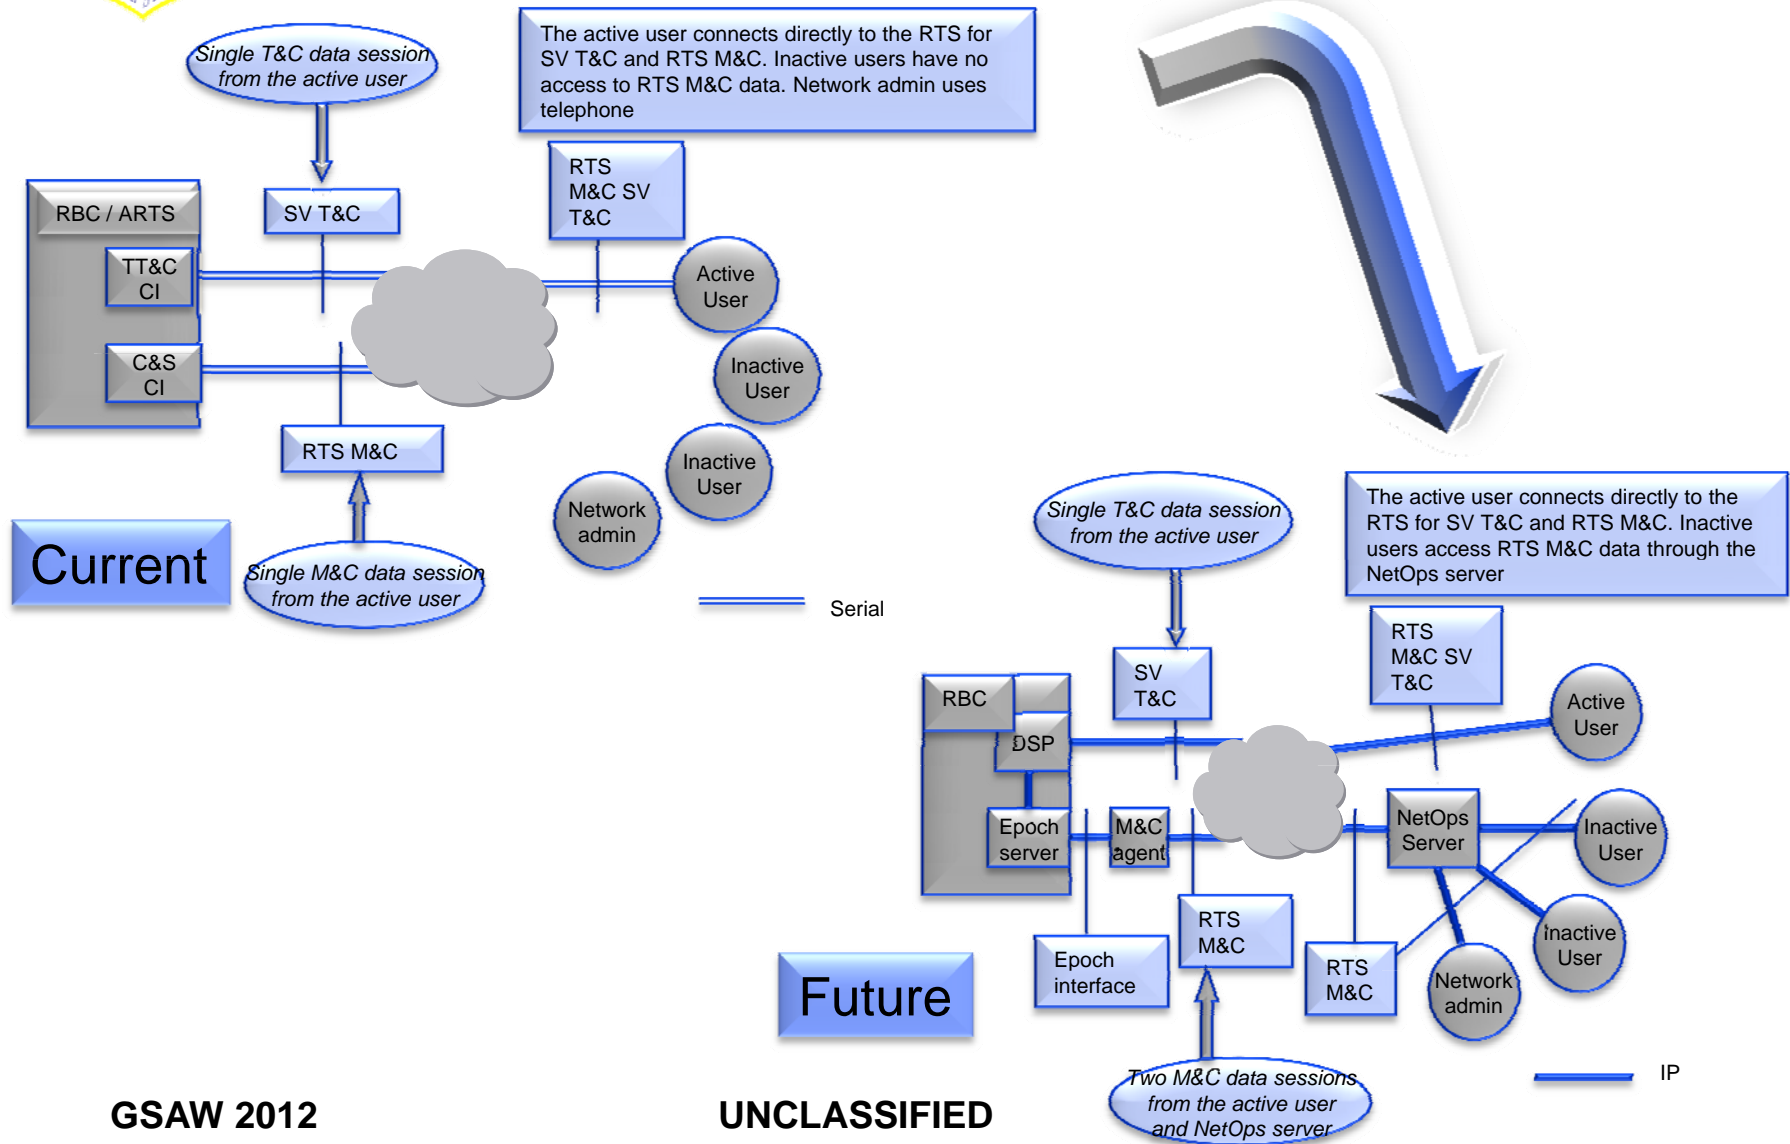 Single T&C data session
from the active user
The active user connects directly to the RTS for
SV T&C and RTS M&C. Inactive users have no
access to RTS M&C data. Network admin uses
telephone
RTS
M&C SV
T&C
RBC / ARTS
SV T&C
TT&C
CI
Active
User
C&S
CI
Inactive
User
RTS M&C
Inactive
User
Network
admin
Current
Single M&C data session
from the active user
Serial
Single T&C data session
from the active user
The active user connects directly to the
RTS for SV T&C and RTS M&C. Inactive
users access RTS M&C data through the
NetOps server
RTS
M&C SV
T&C
SV
T&C
RBC
DSP
Active
User
Epoch
server
M&C
agent
NetOps
Server
Inactive
User
Inactive
User
RTS
M&C
Epoch
interface
RTS
M&C
Network
admin
Future
Two M&C data sessions
from the active user
and NetOps server
IP
GSAW 2012
UNCLASSIFIED